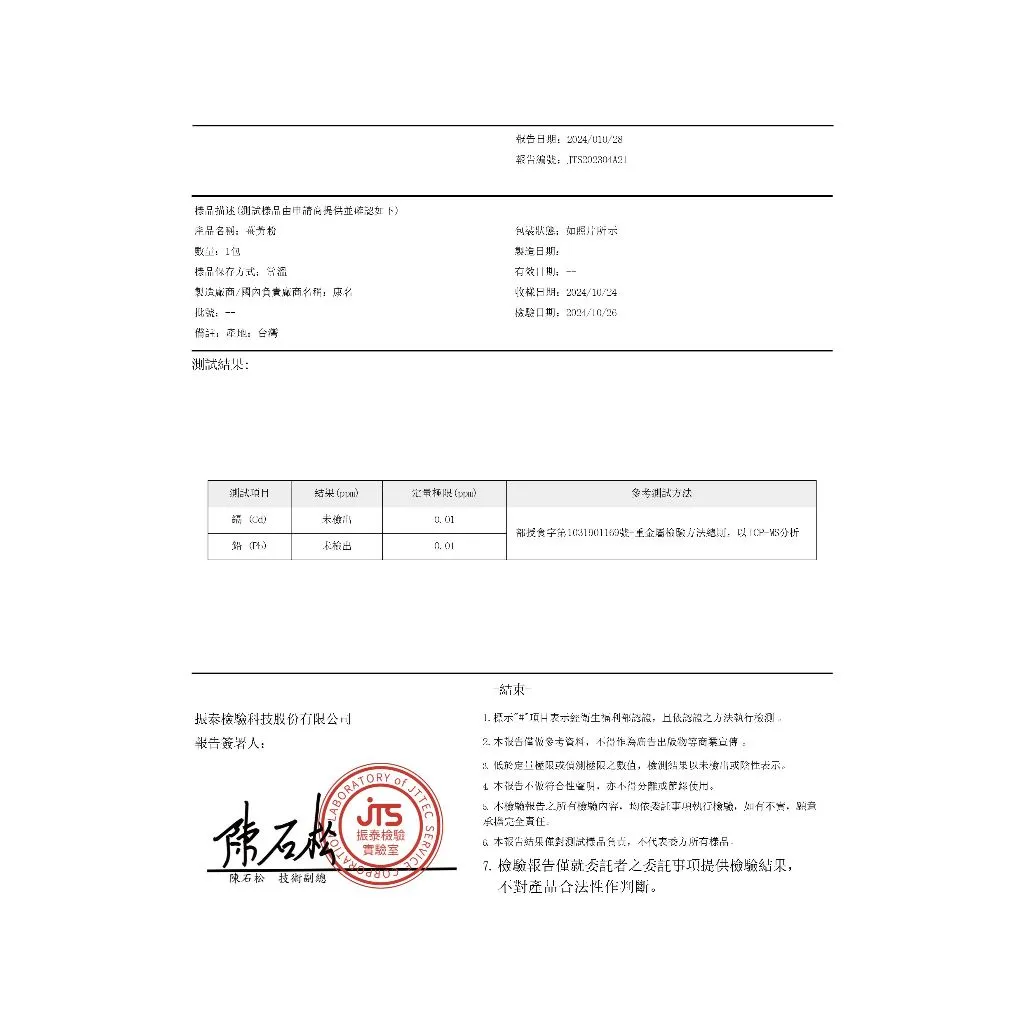 報告日期：2024/010/28
報告編號：JTS202304A21
樣品描述(測試樣品由申請商提供並確認如下)
產品名稱：薑黃粉
包裝狀態：如照片所示
數量：1包
製造日期：
樣品保存方式：常溫
有效日期：--
製造廠商/國內負責廠商名稱：康名
收樣日期：2024/10/24
批號：--
檢驗日期：2024/10/26
備註：產地：台灣
測試結果:
測試項目 結果(ppm) 定量極限(ppm) 參考測試方法
鎘 (Cd) 未檢出 0.01
部授食字第1031901169號-重金屬檢驗方法總則，以ICP-MS分析
鉛 (Pb) 未檢出 0.01
-結束-
振泰檢驗科技股份有限公司
報告簽署人：
陳石松
陳石松 技術副總
LABORATORY of JTTEC SERVICE CORPORATION
JTS
振泰檢驗
實驗室
1. 標示"#"項目表示經衛生福利部認證，且依認證之方法執行檢測。
2. 本報告僅做參考資料，不得作為廣告出版物等商業宣傳。
3. 低於定量極限或偵測極限之數值，檢測結果以未檢出或陰性表示。
4. 本報告不做符合性聲明，亦不得分離或節錄使用。
5. 本檢驗報告之所有檢驗內容，均依委託事項執行檢驗，如有不實，願意
承擔完全責任。
6. 本報告結果僅對測試樣品負責，不代表委方所有樣品。
7. 檢驗報告僅就委託者之委託事項提供檢驗結果，
不對產品合法性作判斷。